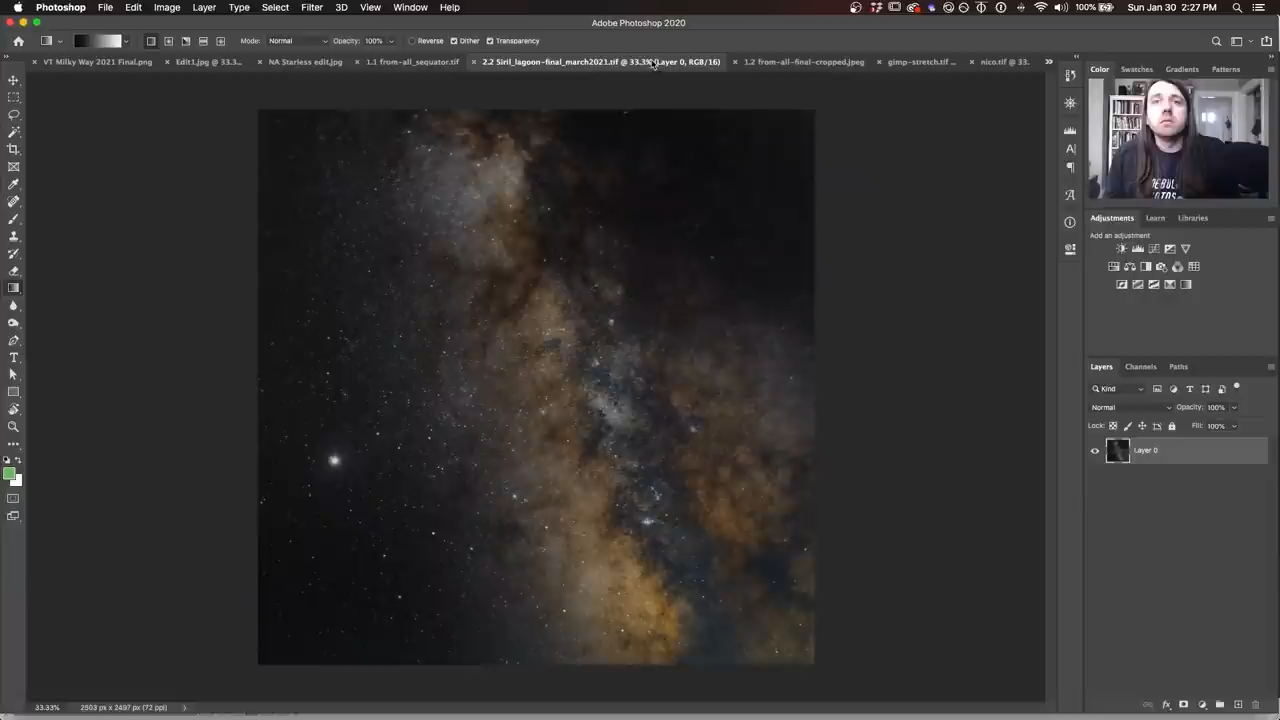 Photoshop File Edit Image Layer Type Select Filter 3D View Window Help 100% Sun Jan 30 2:27 PM
Adobe Photoshop 2020
Mode: Normal Opacity: 100% Reverse Dither Transparency
VT Milky Way 2021 Final.png Edit1.jpg @ 33.3... NA Starless edit.jpg 1.1 from-all_sequator.tif 2.2 Siril_lagoon-final_march2021.tif @ 33.3% (Layer 0, RGB/16) 1.2 from-all-final-cropped.jpeg gimp-stretch.tif ... nico.tif @ 33.
Color Swatches Gradients Patterns
Adjustments Learn Libraries
Add an adjustment
Layers Channels Paths
Kind
Normal Opacity: 100%
Lock: Fill: 100%
Layer 0
33.33% 2503 px x 2497 px (72 ppi)